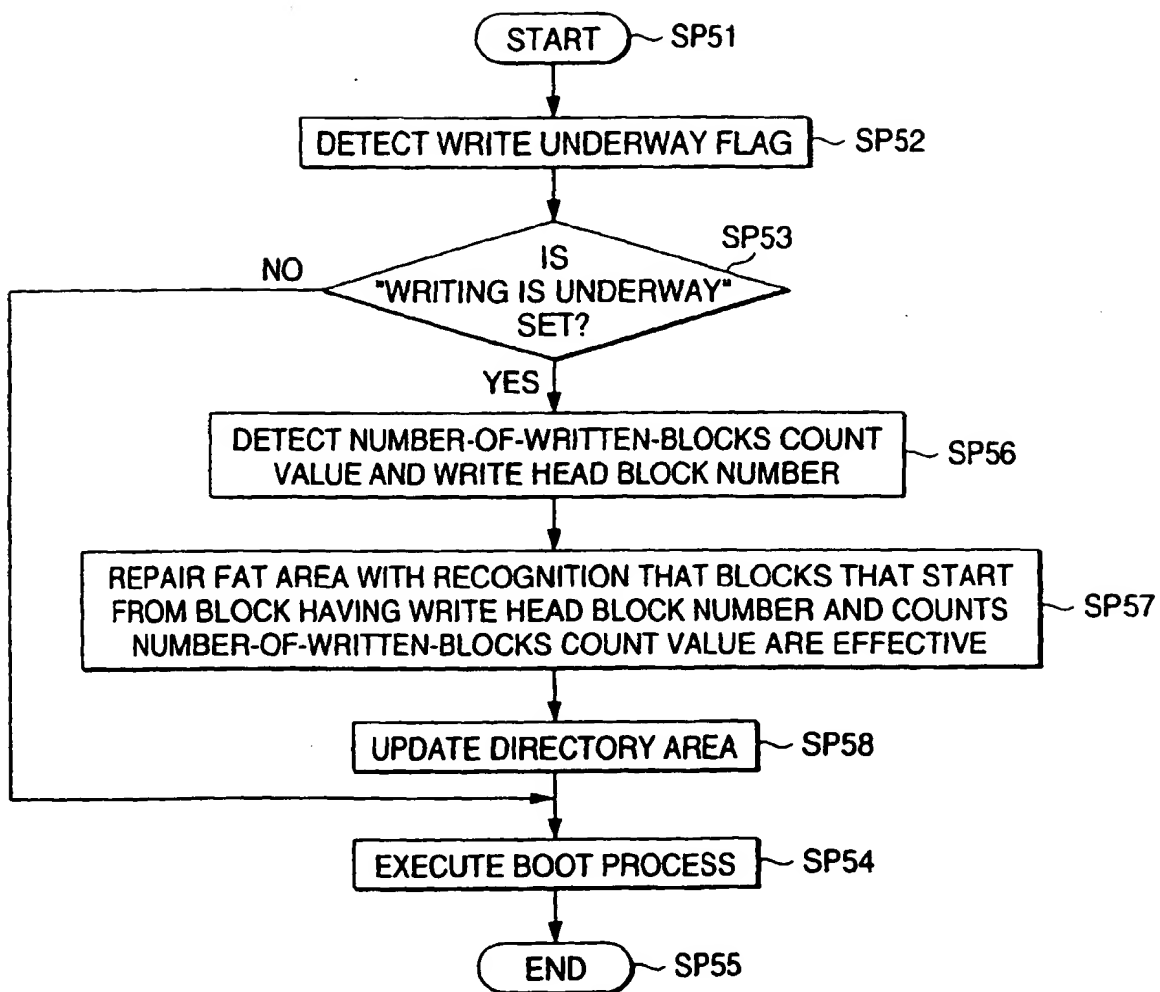 START
SP51
DETECT WRITE UNDERWAY FLAG
SP52
SP53
IS
"WRITING IS UNDERWAY"
SET?
NO
YES
DETECT NUMBER-OF-WRITTEN-BLOCKS COUNT
VALUE AND WRITE HEAD BLOCK NUMBER
SP56
REPAIR FAT AREA WITH RECOGNITION THAT BLOCKS THAT START
FROM BLOCK HAVING WRITE HEAD BLOCK NUMBER AND COUNTS
NUMBER-OF-WRITTEN-BLOCKS COUNT VALUE ARE EFFECTIVE
SP57
UPDATE DIRECTORY AREA
SP58
EXECUTE BOOT PROCESS
SP54
END
SP55